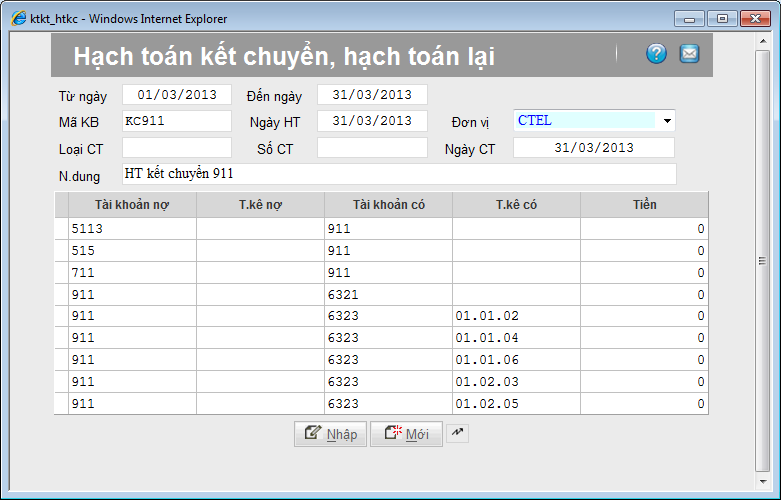 ktkt_htkc - Windows Internet Explorer
Hạch toán kết chuyển, hạch toán lại
Từ ngày 01/03/2013 Đến ngày 31/03/2013
Mã KB KC911 Ngày HT 31/03/2013 Đơn vị CTEL
Loại CT Số CT Ngày CT 31/03/2013
N.dung HT kết chuyển 911
Tài khoản nợ T.kê nợ Tài khoản có T.kê có Tiền
5113 911 0
515 911 0
711 911 0
911 6321 0
911 6323 01.01.02 0
911 6323 01.01.04 0
911 6323 01.01.06 0
911 6323 01.02.03 0
911 6323 01.02.05 0
Nhập Mới